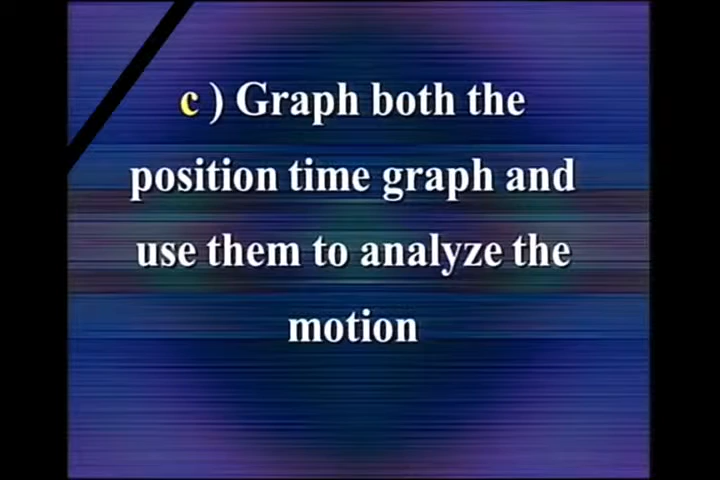 c ) Graph both the
position time graph and
use them to analyze the
motion